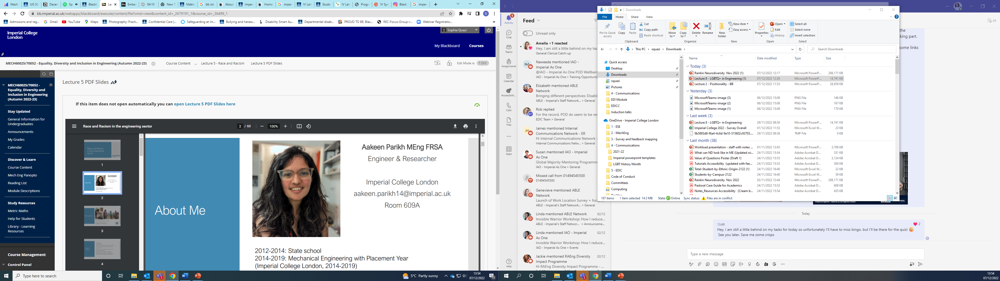 Mech
UG SC
Decem
Sp
Blackb
Lec
Embec
04:10 -
New T
Makin
bb ste
About
Imperi
Home
imperi
IV Lat
Stude
IV Lati
Progra
IV Syn
Black
imper
bb.imperial.ac.uk/webapps/blackboard/execute/content/file?cmd=view&content_id=_2679191_1&course_id=_36499_1
Admissions and reg...
Gmail
YouTube
Maps
Photography: Practi...
Confidential Care |...
Safeguarding at Im...
Bullying and harass...
Disability Smart Au...
Departmental disab...
PROUD TO BE: Blac...
REC-Focus-Group-r...
Webinar Registratio...
Imperial College
London
Sophia Quazi
My Blackboard
Courses
MECH60025/70052 - Equality, Diversity and Inclusion in Engineering (Autumn 2022-23)
Course Content
...
Lecture 5 - Race and Racism
Lecture 5 PDF Slides
Edit Mode is:
OFF
MECH60025/70052 -
Equality, Diversity and
Inclusion in Engineering
(Autumn 2022-23)
Stay Updated
General Information for
Undergraduates
Announcements
My Grades
Calendar
Discover & Learn
Course Content
Mech Eng Panopto
Reading List
Module Descriptions
Study Resources
Metric Maths
Help for Students
Library - Learning
Resources
Course Management
Control Panel
Lecture 5 PDF Slides
If this item does not open automatically you can open Lecture 5 PDF Slides here
Race and Racism in the engineering sector
2 / 60
100%
1
2
3
4
About Me
Aakeen Parikh MEng FRSA
Engineer & Researcher
Imperial College London
aakeen.parikh14@imperial.ac.uk
Room 609A
2012-2014: State school
2014-2019: Mechanical Engineering with Placement Year
(Imperial College London, 2014-2019)
Type here to search
5°C Partly sunny
13:54
07/12/2022
Activity
Chat
Teams
Assignments
Calendar
Accessibilit...
Calls
Files
Apps
Help
Feed
Unread only
Amelia +1 reacted
Hey, I am still a little behind on my tas
General Clerical Catch-up
Naweeda mentioned IAO -
Imperial As One
@IAO - Imperial As One POD Wellbein
IAO - Imperial As One > Training Opportunity
Elizabeth mentioned ABLE
Network
Bringing different perspectives: Disabil
ABLE - Imperial's Staff Network... > General
Rob replied
For the record, POD do seem to be rec
EDIC Team > General
James mentioned Internal
Communications Network - ER
Hi Internal Communications Network -
Internal Communications Netw... > General
Susan mentioned IAO - Imperial
As One
Global Majority Mentoring Programme
IAO - Imperial As One > General
Missed call from 01494545500
01494545500
Genevieve mentioned ABLE
Network
Launch of Work Location Survey + focu
ABLE - Imperial's Staff Networ... > General
Linda mentioned ABLE Network
02/12
Invisible Warrior Workshop: How I reduce...
ABLE - Imperial's Staff Networ... > Announceme...
Linda mentioned IAO - Imperial
As One
02/12
Invisible Warrior Workshop: How I reduce...
IAO - Imperial As One > Events
Jackie mentioned RAEng Diversity
Impact Programme
02/12
Hi RAEng Diversity Impact Programme - ...
Downloads
File
Home
Share
View
Pin to Quick
access
Copy
Paste
Cut
Copy path
Paste shortcut
Clipboard
Move
to
Copy
to
Delete
Rename
Organize
New
folder
New item
Easy access
New
Properties
Open
Edit
History
Open
Select all
Select none
Invert selection
Select
This PC
squazi
Downloads
Search Downloads
Quick access
Desktop
Downloads
squazi
Pictures
4 - Communications
EDI Module
EDICC
Induction talks
OneDrive - Imperial College London
1 - ESE
2 - MechEng
3 - Survey and feedback mapping
4 - Communications
2021-22
Imperial powerpoint templates
LGBT History Month
5 - EDIC
Code of Conduct
Committees
Computing
Name
Date modified
Type
Size
Today (3)
Rankin Neurodiversity Nov 2022 (1) 07/12/2022 12:17 Microsoft PowerP... 288,171 KB
Lecture 8 - LGBTQ+ in Engineering (1) 07/12/2022 12:26 Microsoft PowerP... 14,741 KB
Lecture 2 - Positionality - BB 07/12/2022 11:53 Microsoft PowerP... 28,959 KB
Yesterday (3)
MicrosoftTeams-image (3) 06/12/2022 15:09 PNG File 146 KB
MicrosoftTeams-image (2) 06/12/2022 15:08 PNG File 167 KB
MicrosoftTeams-image (1) 06/12/2022 15:08 PNG File 170 KB
Last week (3)
Lecture 8 - LGBTQ+ in Engineering 29/11/2022 08:56 Microsoft PowerP... 14,741 KB
Imperial College 2022 - Survey Overall 01/12/2022 11:53 Microsoft Excel W... 23 KB
9b5893d8-f6a4-4c6d-9e10-515602c93703.... 29/11/2022 08:56 TMP File 0 KB
Last month (38)
Workload presentation - staff with notes ... 01/11/2022 12:43 Microsoft PowerP... 3,708 KB
What can ND look like in ME (Updated wi... 24/11/2022 15:54 Adobe Acrobat D... 531 KB
Value of Questions Poster (Draft 1) 24/11/2022 15:55 Adobe Acrobat D... 3,124 KB
Tutorials Accessibility (updated with fee... 24/11/2022 15:53 Adobe Acrobat D... 500 KB
Total-Student-by-Ethnic-Origin-2122 (1) 24/11/2022 16:40 Microsoft Excel W... 22 KB
Students-by-Campus-2122 24/11/2022 16:40 Microsoft Excel W... 59 KB
Rankin Neurodiversity Nov 2022 02/11/2022 12:44 Microsoft PowerP... 288,171 KB
Pastoral Care Guide for Academics 24/11/2022 15:53 Adobe Acrobat D... 608 KB
Notes_Resources Accessibility (Cream b... 24/11/2022 15:54 Adobe Acrobat D... 435 KB
187 items
1 item selected 14.3 MB
State: Online
Sync status: Files are in conflict
29
the
king part.
some links
Today
13:49
2
Hey, I am still a little behind on my tasks for today so unfortunately I'll have to miss bingo, but I'll be there for the quiz!
See you later. Save me some crisps
Type a new message
13:54
07/12/2022